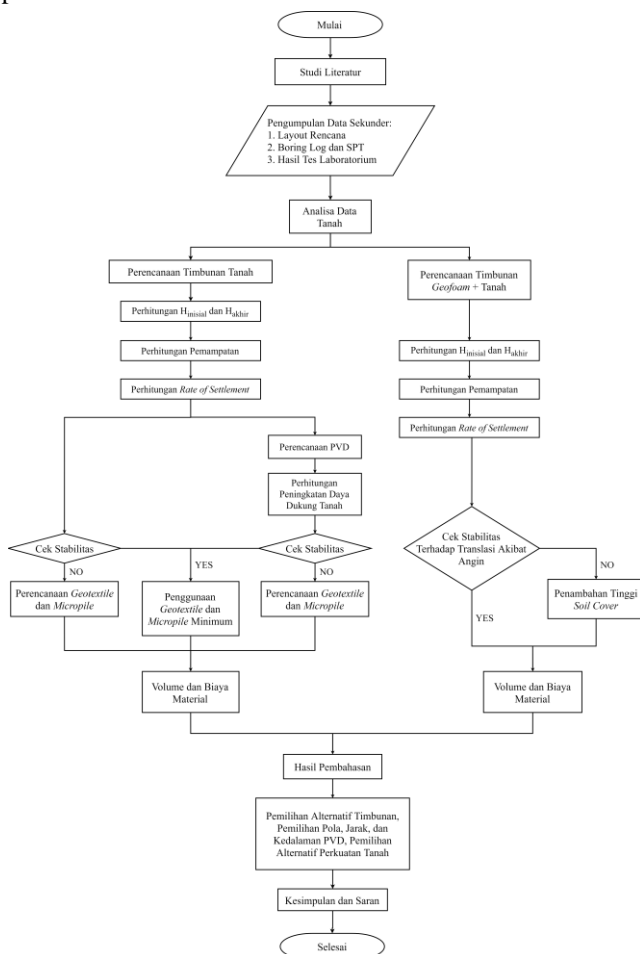 Mulai
Studi Literatur
Pengumpulan Data Sekunder:
1. Layout Rencana
2. Boring Log dan SPT
3. Hasil Tes Laboratorium
Analisa Data
Tanah
Perencanaan Timbunan Tanah
Perhitungan Hinisial dan Hakhir
Perhitungan Pemampatan
Perhitungan Rate of Settlement
Perencanaan PVD
Perhitungan
Peningkatan Daya
Dukung Tanah
Cek Stabilitas
YES
Cek Stabilitas
NO
NO
Perencanaan Geotextile
dan Micropile
Penggunaan
Geotextile dan
Micropile Minimum
Perencanaan Geotextile
dan Micropile
Volume dan Biaya
Material
Perencanaan Timbunan
Geofoam + Tanah
Perhitungan Hinisial dan Hakhir
Perhitungan Pemampatan
Perhitungan Rate of Settlement
Cek Stabilitas
Terhadap Translasi Akibat
Angin
NO
Penambahan Tinggi
Soil Cover
YES
Volume dan Biaya
Material
Hasil Pembahasan
Pemilihan Alternatif Timbunan,
Pemilihan Pola, Jarak, dan
Kedalaman PVD, Pemilihan
Alternatif Perkuatan Tanah
Kesimpulan dan Saran
Selesai